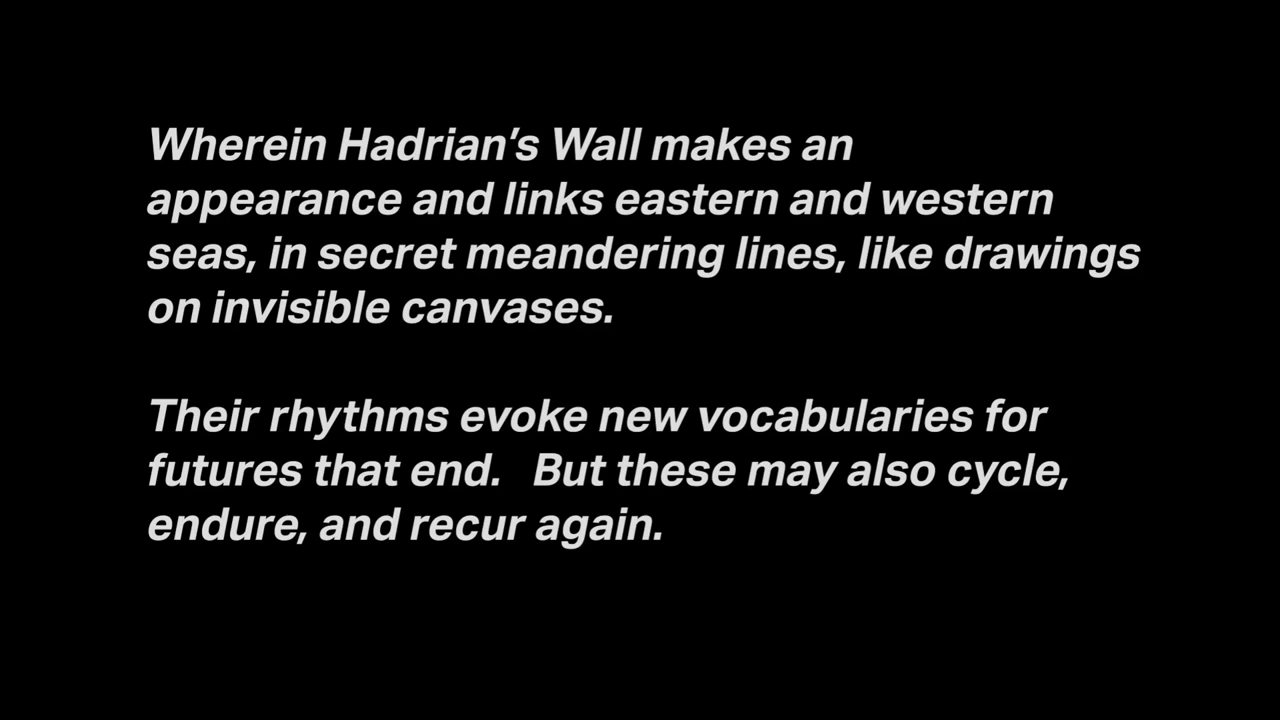 Wherein Hadrian’s Wall makes an
appearance and links eastern and western
seas, in secret meandering lines, like drawings
on invisible canvases.
Their rhythms evoke new vocabularies for
futures that end.   But these may also cycle,
endure, and recur again.